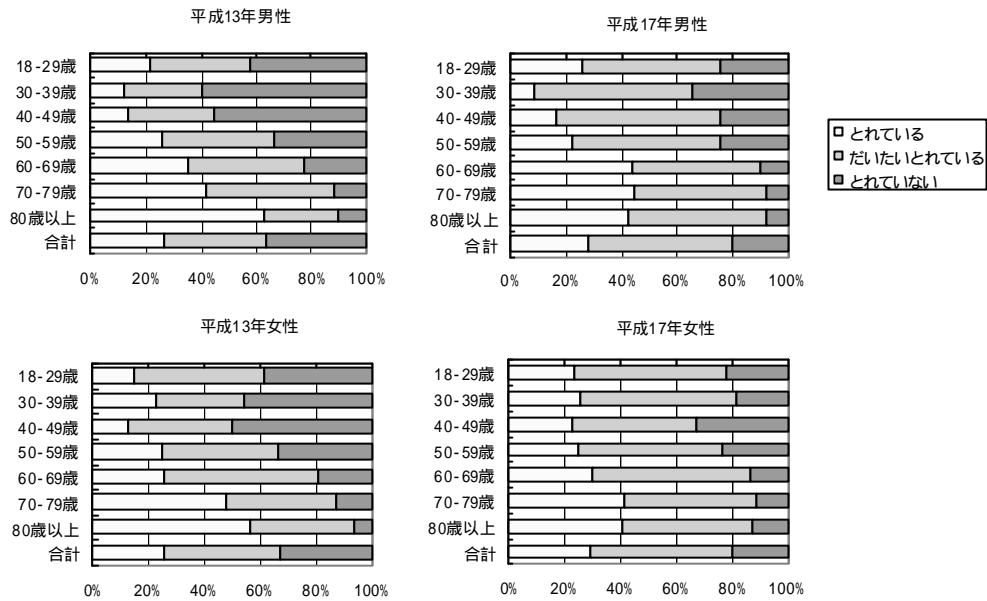 平成13年男性
18-29歳
30-39歳
40-49歳
50-59歳
60-69歳
70-79歳
80歳以上
合計
0% 20% 40% 60% 80% 100%
平成17年男性
18-29歳
30-39歳
40-49歳
50-59歳
60-69歳
70-79歳
80歳以上
合計
0% 20% 40% 60% 80% 100%
とれている
だいたいとれている
とれていない
平成13年女性
18-29歳
30-39歳
40-49歳
50-59歳
60-69歳
70-79歳
80歳以上
合計
0% 20% 40% 60% 80% 100%
平成17年女性
18-29歳
30-39歳
40-49歳
50-59歳
60-69歳
70-79歳
80歳以上
合計
0% 20% 40% 60% 80% 100%